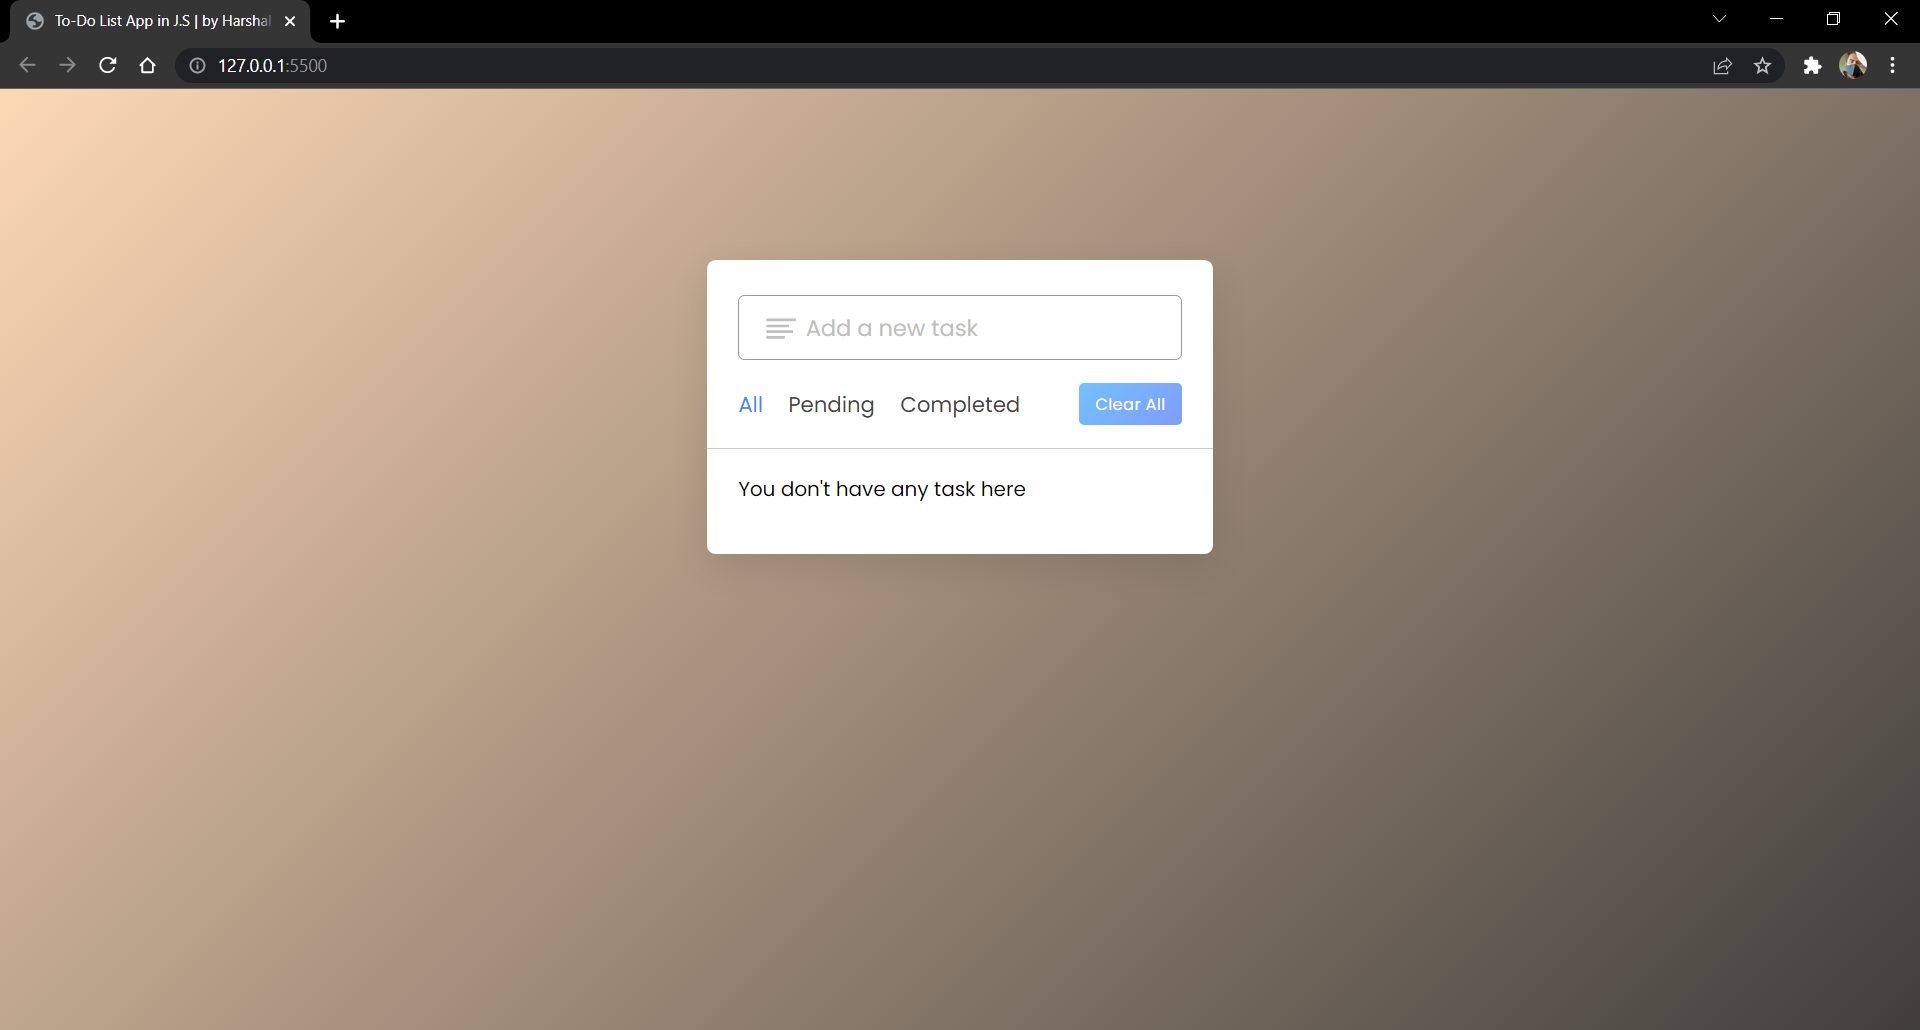 To-Do List App in J.S | by Harshal
127.0.0.1:5500
Add a new task
All Pending Completed Clear All
You don't have any task here